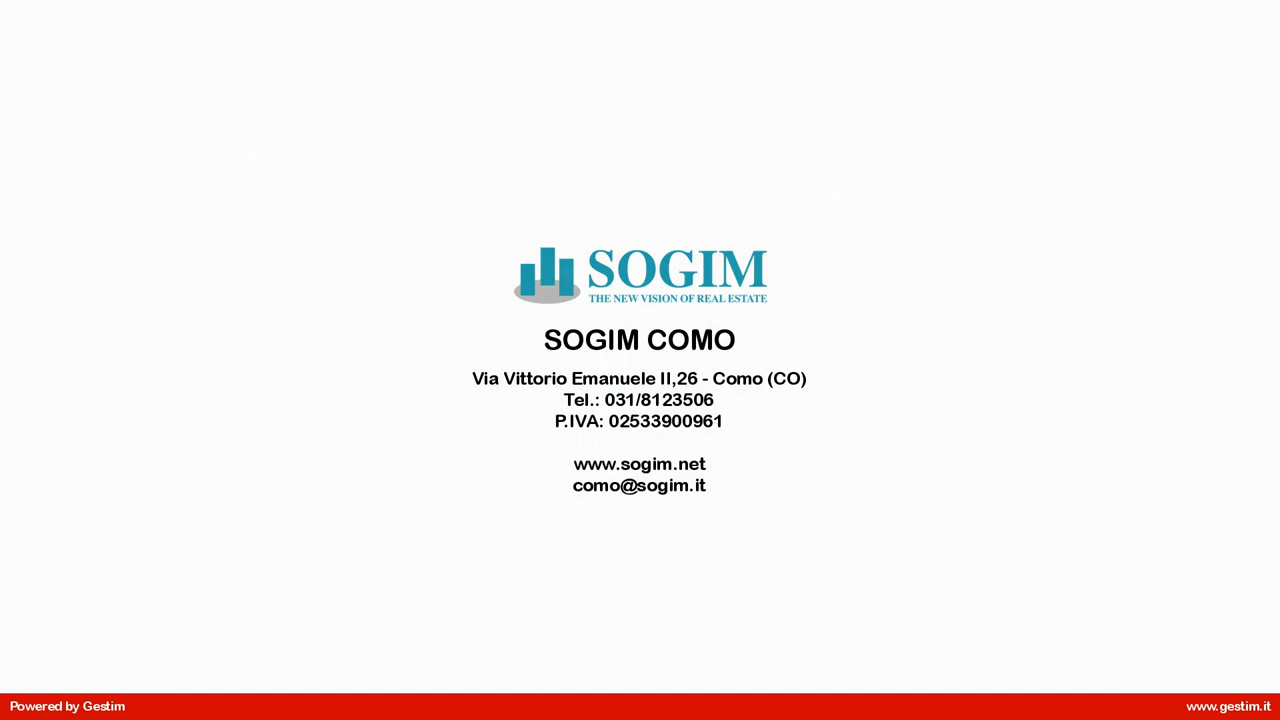 SOGIM
THE NEW VISION OF REAL ESTATE
SOGIM COMO
Via Vittorio Emanuele II,26 - Como (CO)
Tel.: 031/8123506
P.IVA: 02533900961
www.sogim.net
como@sogim.it
Powered by Gestim
www.gestim.it